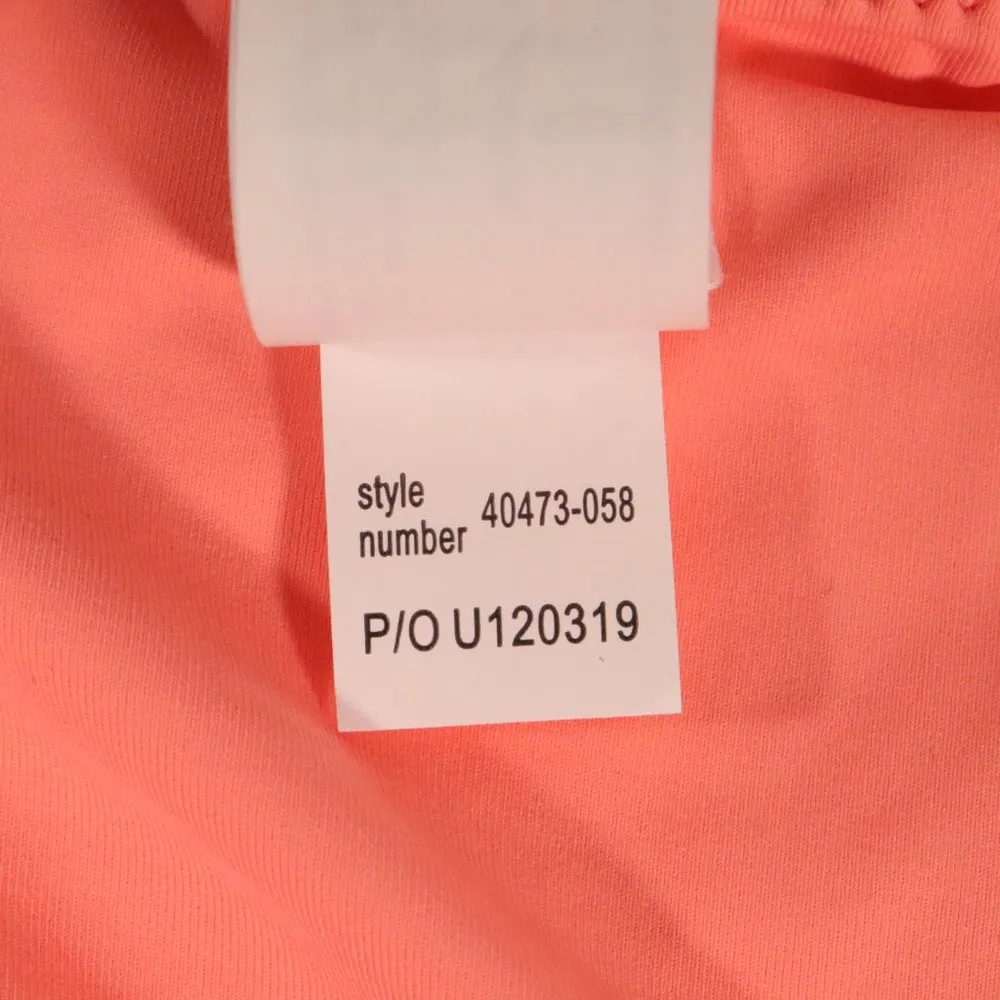 style
number 40473-058
P/O U120319